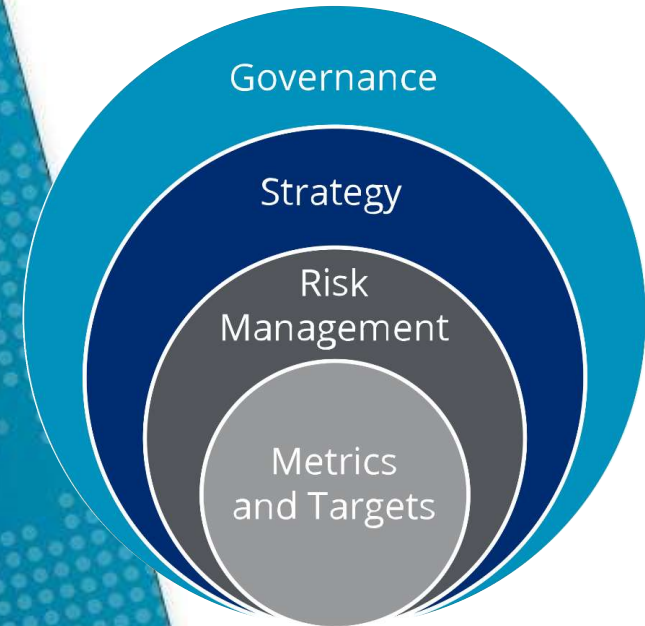 Governance
Strategy
Risk
Management
Metrics
and Targets